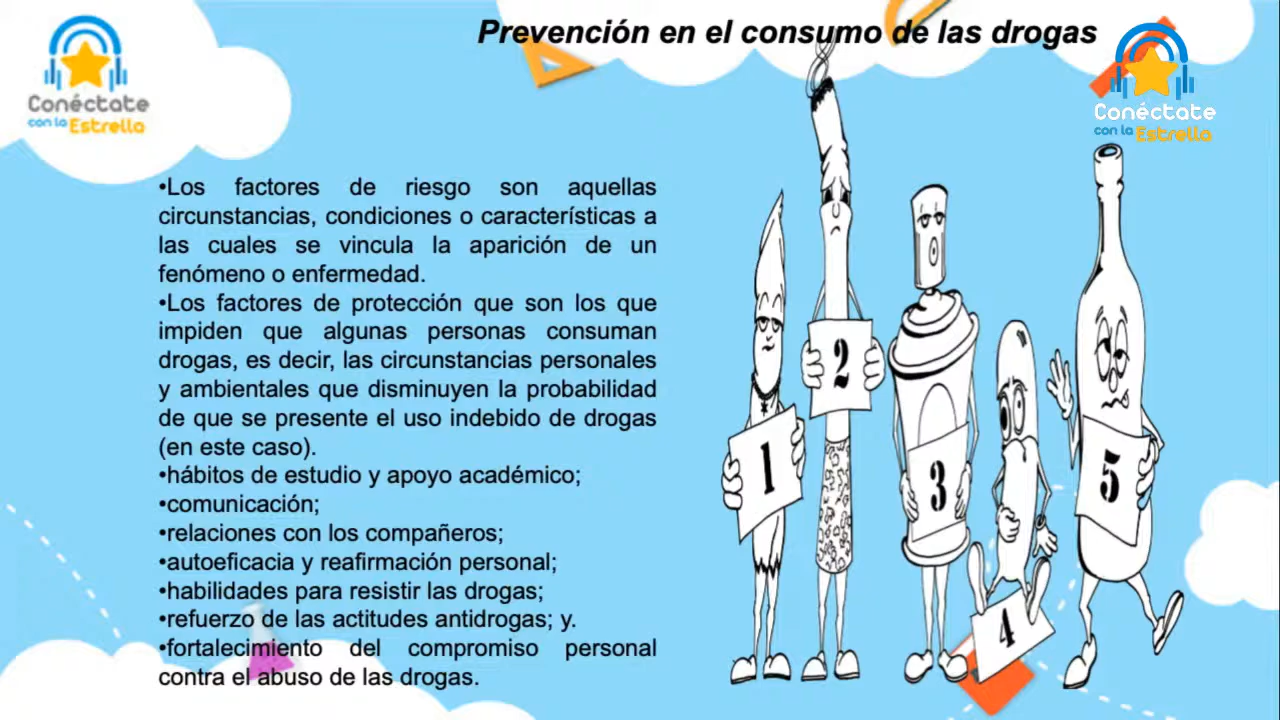 Prevención en el consumo de las drogas
Conéctate
con la Estrella
Conéctate
con la Estrella
•Los factores de riesgo son aquellas
circunstancias, condiciones o características a
las cuales se vincula la aparición de un
fenómeno o enfermedad.
•Los factores de protección que son los que
impiden que algunas personas consuman
drogas, es decir, las circunstancias personales
y ambientales que disminuyen la probabilidad
de que se presente el uso indebido de drogas
(en este caso).
•hábitos de estudio y apoyo académico;
•comunicación;
•relaciones con los compañeros;
•autoeficacia y reafirmación personal;
•habilidades para resistir las drogas;
•refuerzo de las actitudes antidrogas; y.
•fortalecimiento del compromiso personal
contra el abuso de las drogas.
1
2
3
4
5